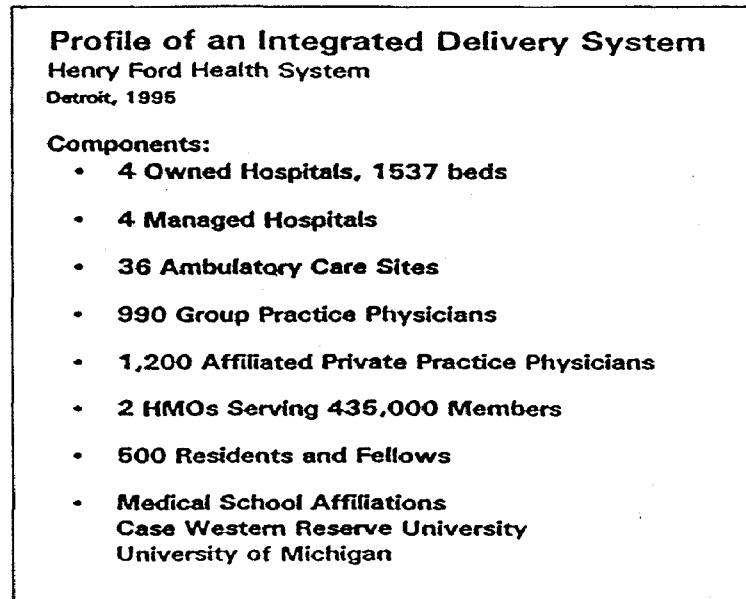 Profile of an Integrated Delivery System
Henry Ford Health System
Detroit, 1995
Components:
• 4 Owned Hospitals, 1537 beds
• 4 Managed Hospitals
• 36 Ambulatory Care Sites
• 990 Group Practice Physicians
• 1,200 Affiliated Private Practice Physicians
• 2 HMOs Serving 435,000 Members
• 500 Residents and Fellows
• Medical School Affiliations
Case Western Reserve University
University of Michigan